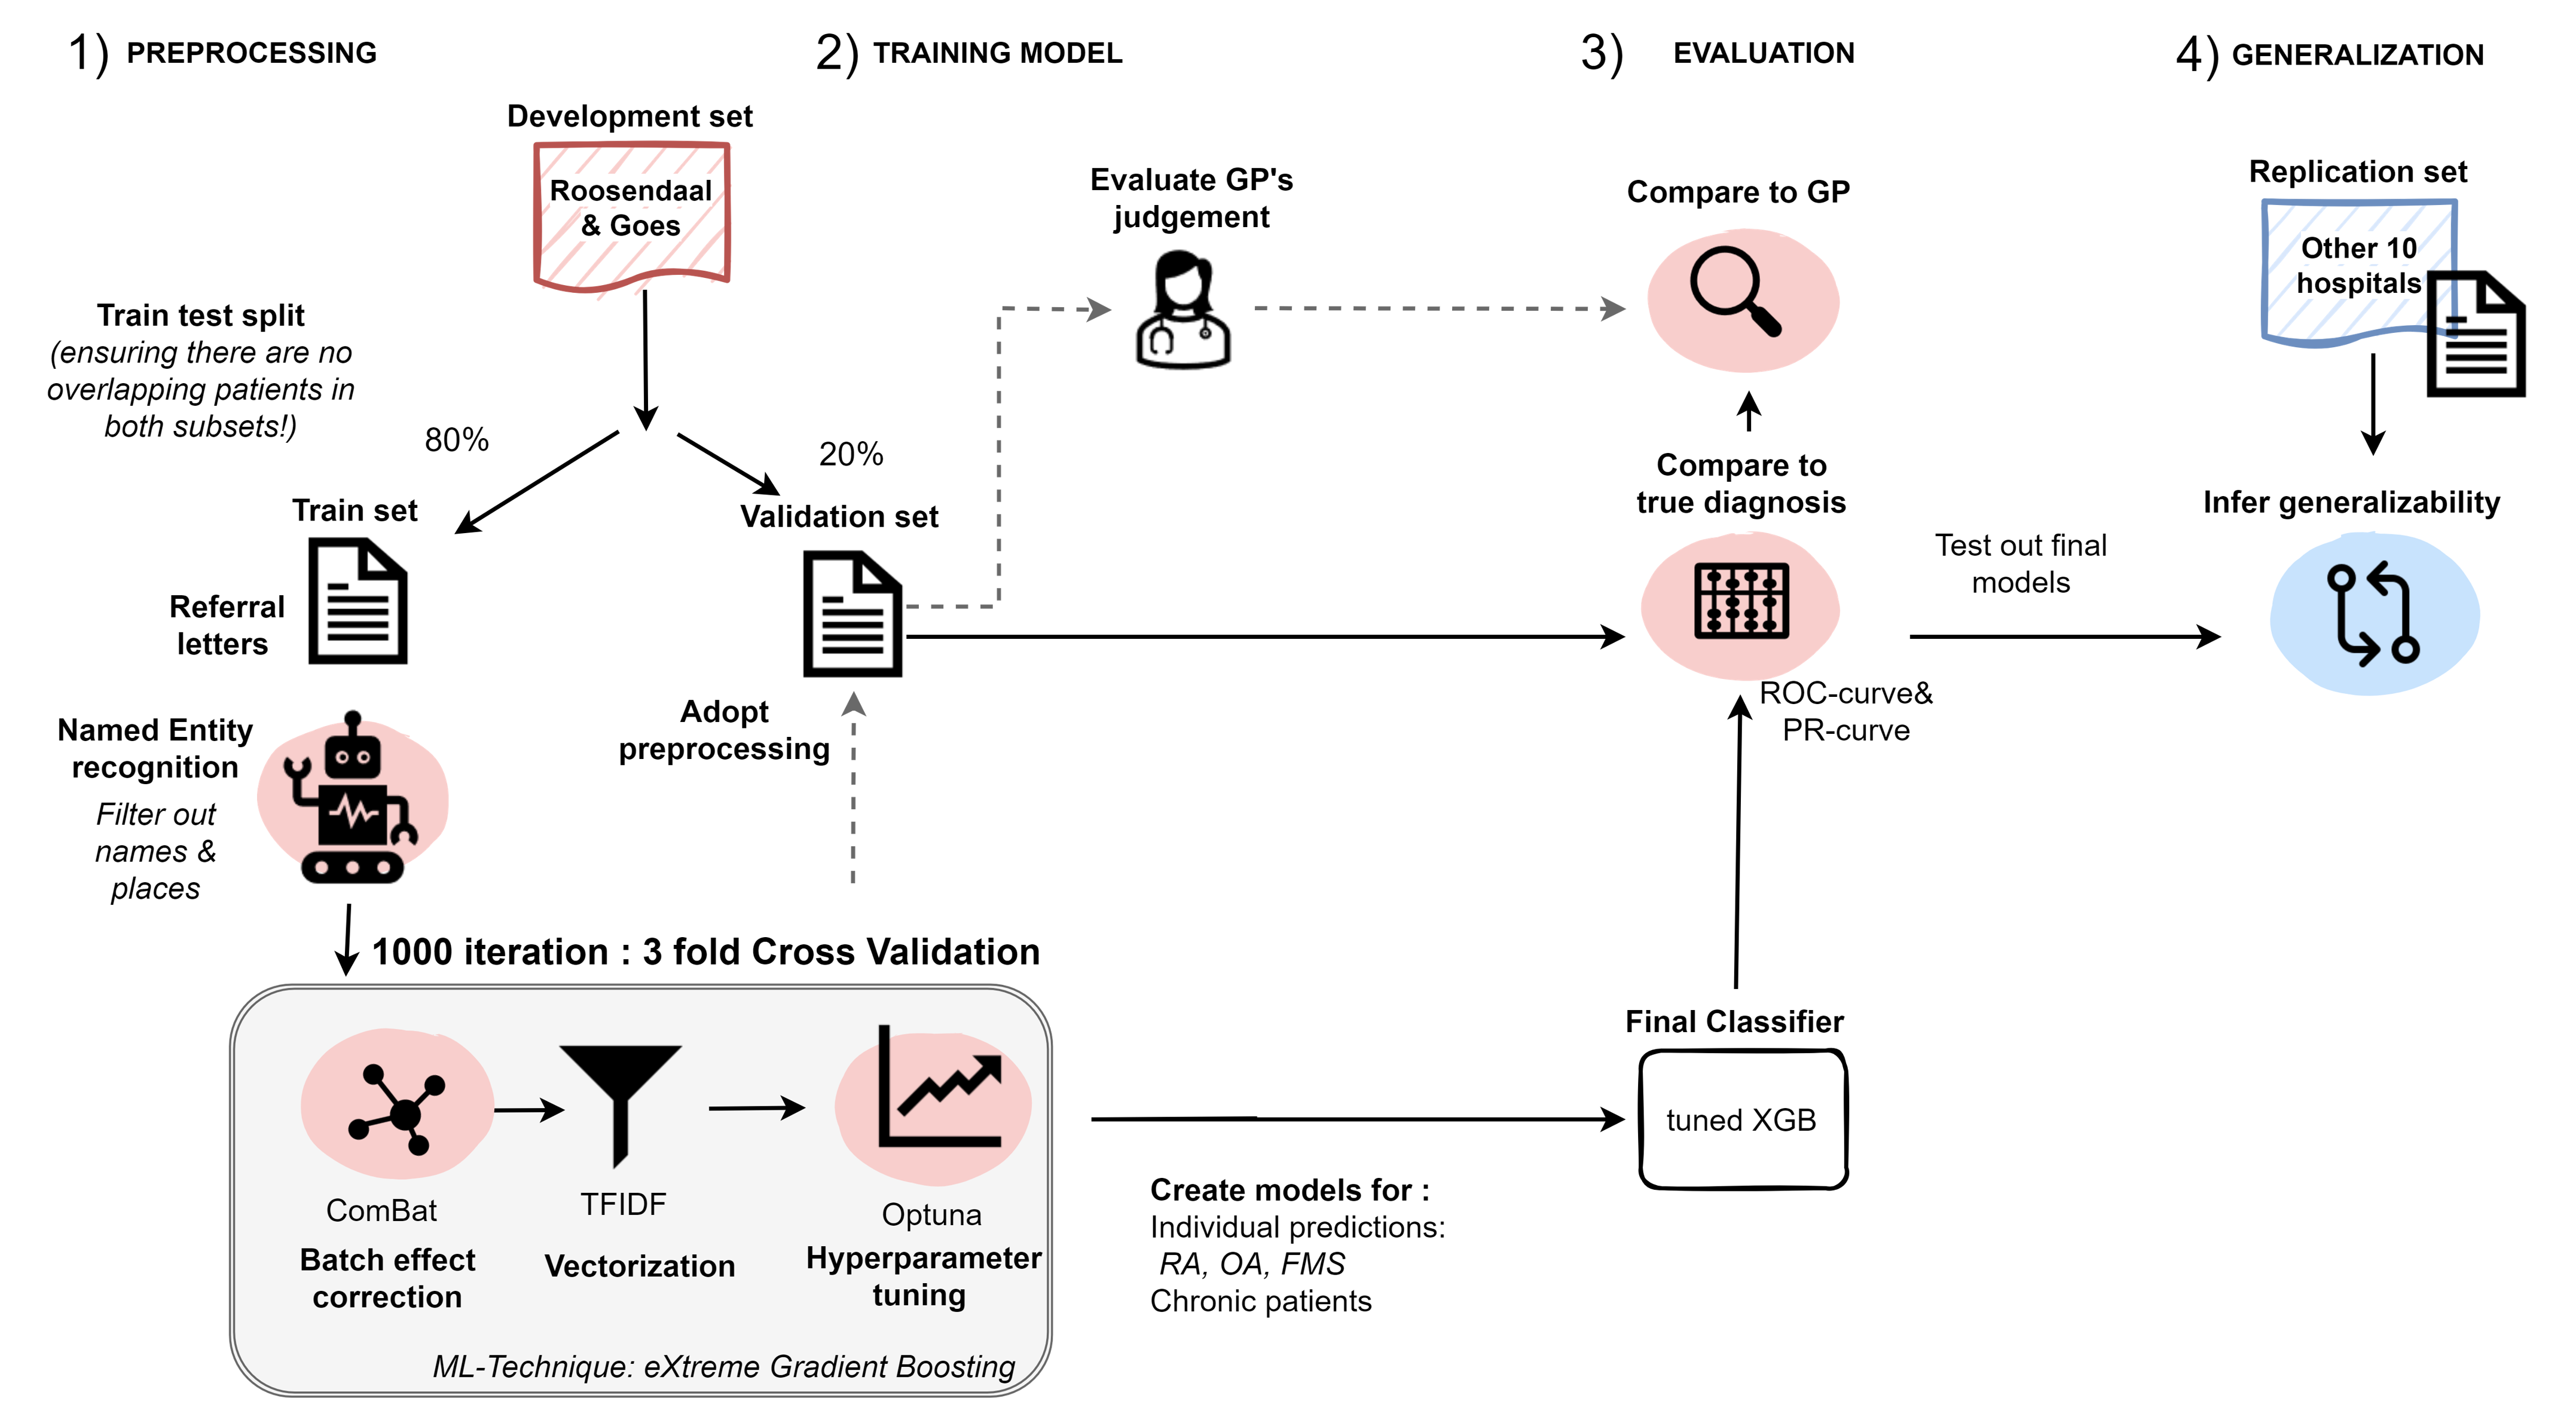 1) PREPROCESSING
2) TRAINING MODEL
3) EVALUATION
4) GENERALIZATION
Development set
Roosendaal
& Goes
Train test split
(ensuring there are no
overlapping patients in
both subsets!)
80%
20%
Train set
Validation set
Referral
letters
Named Entity
recognition
Filter out
names &
places
Adopt
preprocessing
1000 iteration : 3 fold Cross Validation
ComBat
Batch effect
correction
TFIDF
Vectorization
Optuna
Hyperparameter
tuning
ML-Technique: eXtreme Gradient Boosting
Evaluate GP's
judgement
Create models for :
Individual predictions:
RA, OA, FMS
Chronic patients
Compare to GP
Compare to
true diagnosis
ROC-curve&
PR-curve
Final Classifier
tuned XGB
Test out final
models
Replication set
Other 10
hospitals
Infer generalizability